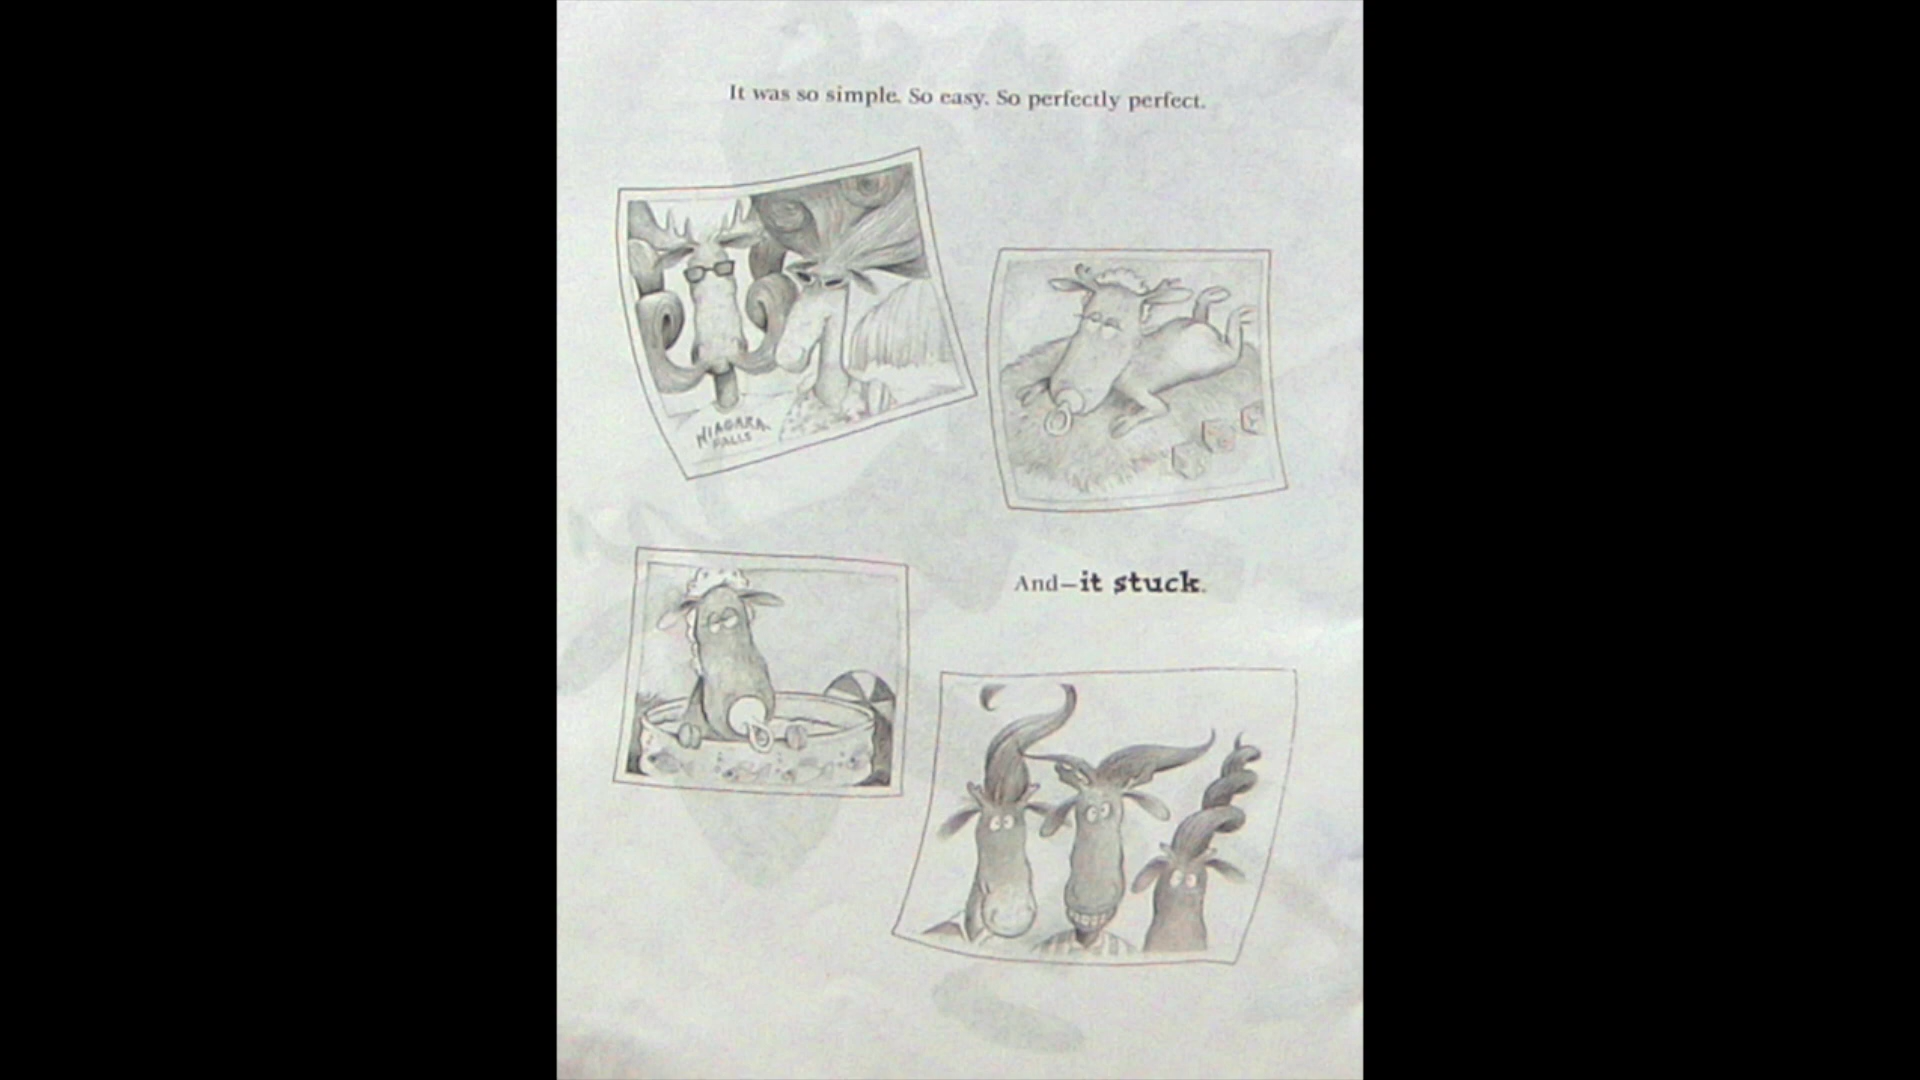 It was so simple. So easy. So perfectly perfect.
NIAGARA
FALLS
And—it stuck.